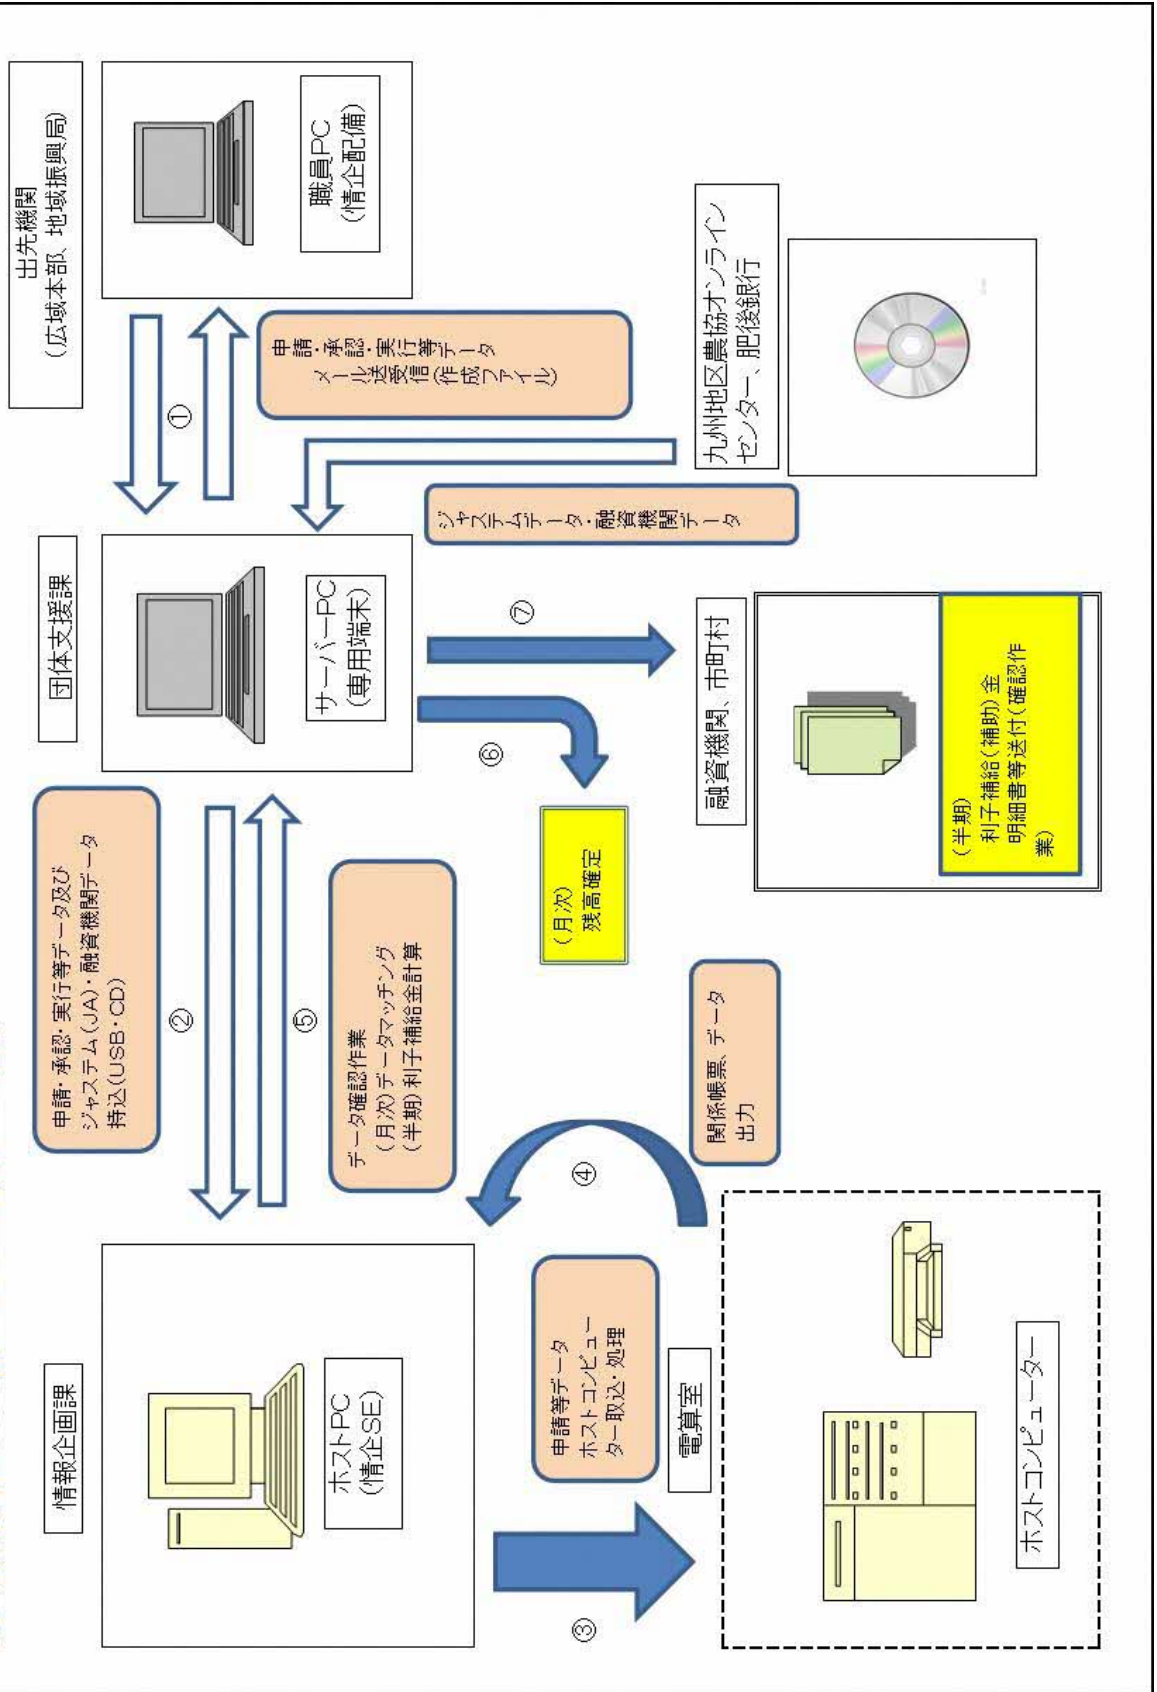 情報企画課
ホストPC
(情企SE)
申請・承認・実行等データ及び
ジャステム(JA)・融資機関データ
持込(USB・CD)
②
⑤
データ確認作業
(月次)データマッチング
(半期)利子補給金計算
団体支援課
サーバーPC
(専用端末)
出先機関
(広域本部、地域振興局)
①
職員PC
(情企配備)
申請・承認・実行等データ
メール送受信(作成ファイル)
ジャステムデータ・融資機関データ
九州地区農協オンライン
センター、肥後銀行
③
申請等データ
ホストコンピュー
ター取込・処理
④
電算室
ホストコンピューター
関係帳票、データ
出力
⑥
(月次)
残高確定
⑦
融資機関、市町村
(半期)
利子補給(補助)金
明細書等送付(確認作
業)